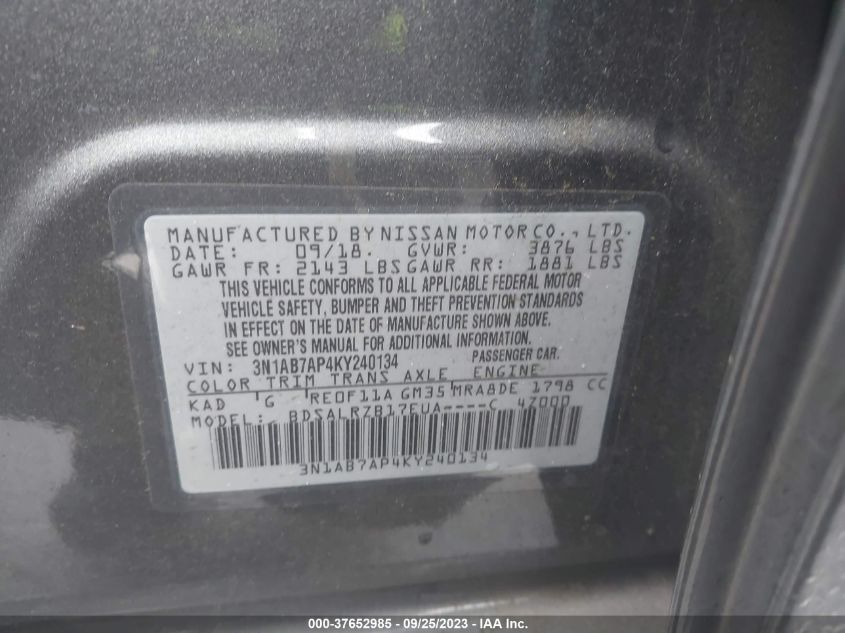 MANUFACTURED BY NISSAN MOTOR CO., LTD.
DATE: 09/18. GVWR: 3876 LBS
GAWR FR: 2143 LBS GAWR RR: 1881 LBS
THIS VEHICLE CONFORMS TO ALL APPLICABLE FEDERAL MOTOR
VEHICLE SAFETY, BUMPER AND THEFT PREVENTION STANDARDS
IN EFFECT ON THE DATE OF MANUFACTURE SHOWN ABOVE.
SEE OWNER'S MANUAL FOR ADDITIONAL INFORMATION.
VIN: 3N1AB7AP4KY240134 PASSENGER CAR.
COLOR TRIM TRANS AXLE ENGINE
KAD G RE0F11A GM35 MRA8DE 1798 CC
MODEL: BDSALRZB17EUA----C 47000
3N1AB7AP4KY240134
000-37652985 - 09/25/2023 - IAA Inc.